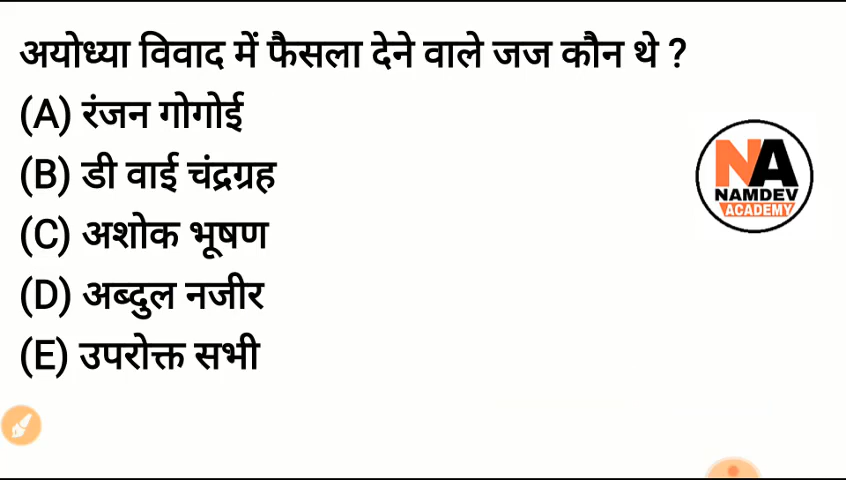 अयोध्या विवाद में फैसला देने वाले जज कौन थे ?
(A) रंजन गोगोई
(B) डी वाई चंद्रग्रह
(C) अशोक भूषण
(D) अब्दुल नजीर
(E) उपरोक्त सभी
NA
NAMDEV
ACADEMY